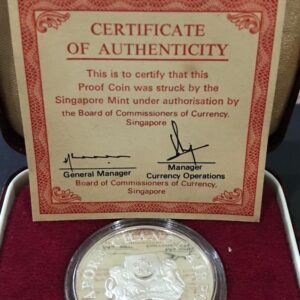 CERTIFICATE
OF AUTHENTICITY
This is to certify that this
Proof Coin was struck by the
Singapore Mint under authorisation by
the Board of Commissioners of Currency,
Singapore
General Manager
Manager
Currency Operations
Board of Commissioners of Currency,
Singapore